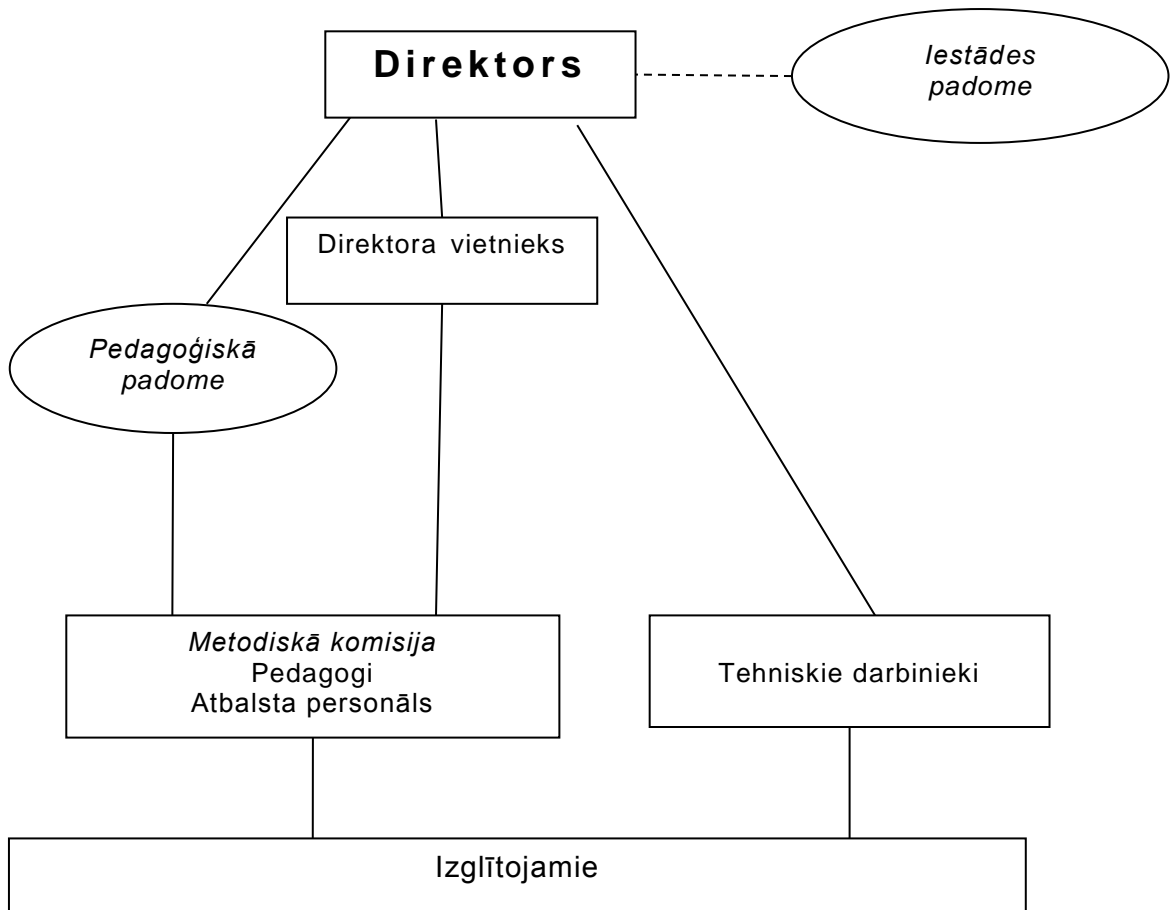 Direktors
Iestādes
padome
Direktora vietnieks
Pedagoģiskā
padome
Metodiskā komisija
Pedagogi
Atbalsta personāls
Tehniskie darbinieki
Izglītojamie